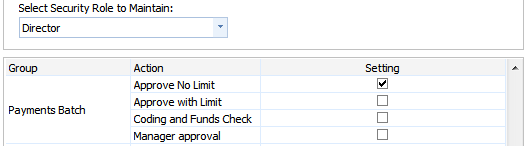 Select Security Role to Maintain:
Director
Group Action Setting
Payments Batch
Approve No Limit
Approve with Limit
Coding and Funds Check
Manager approval